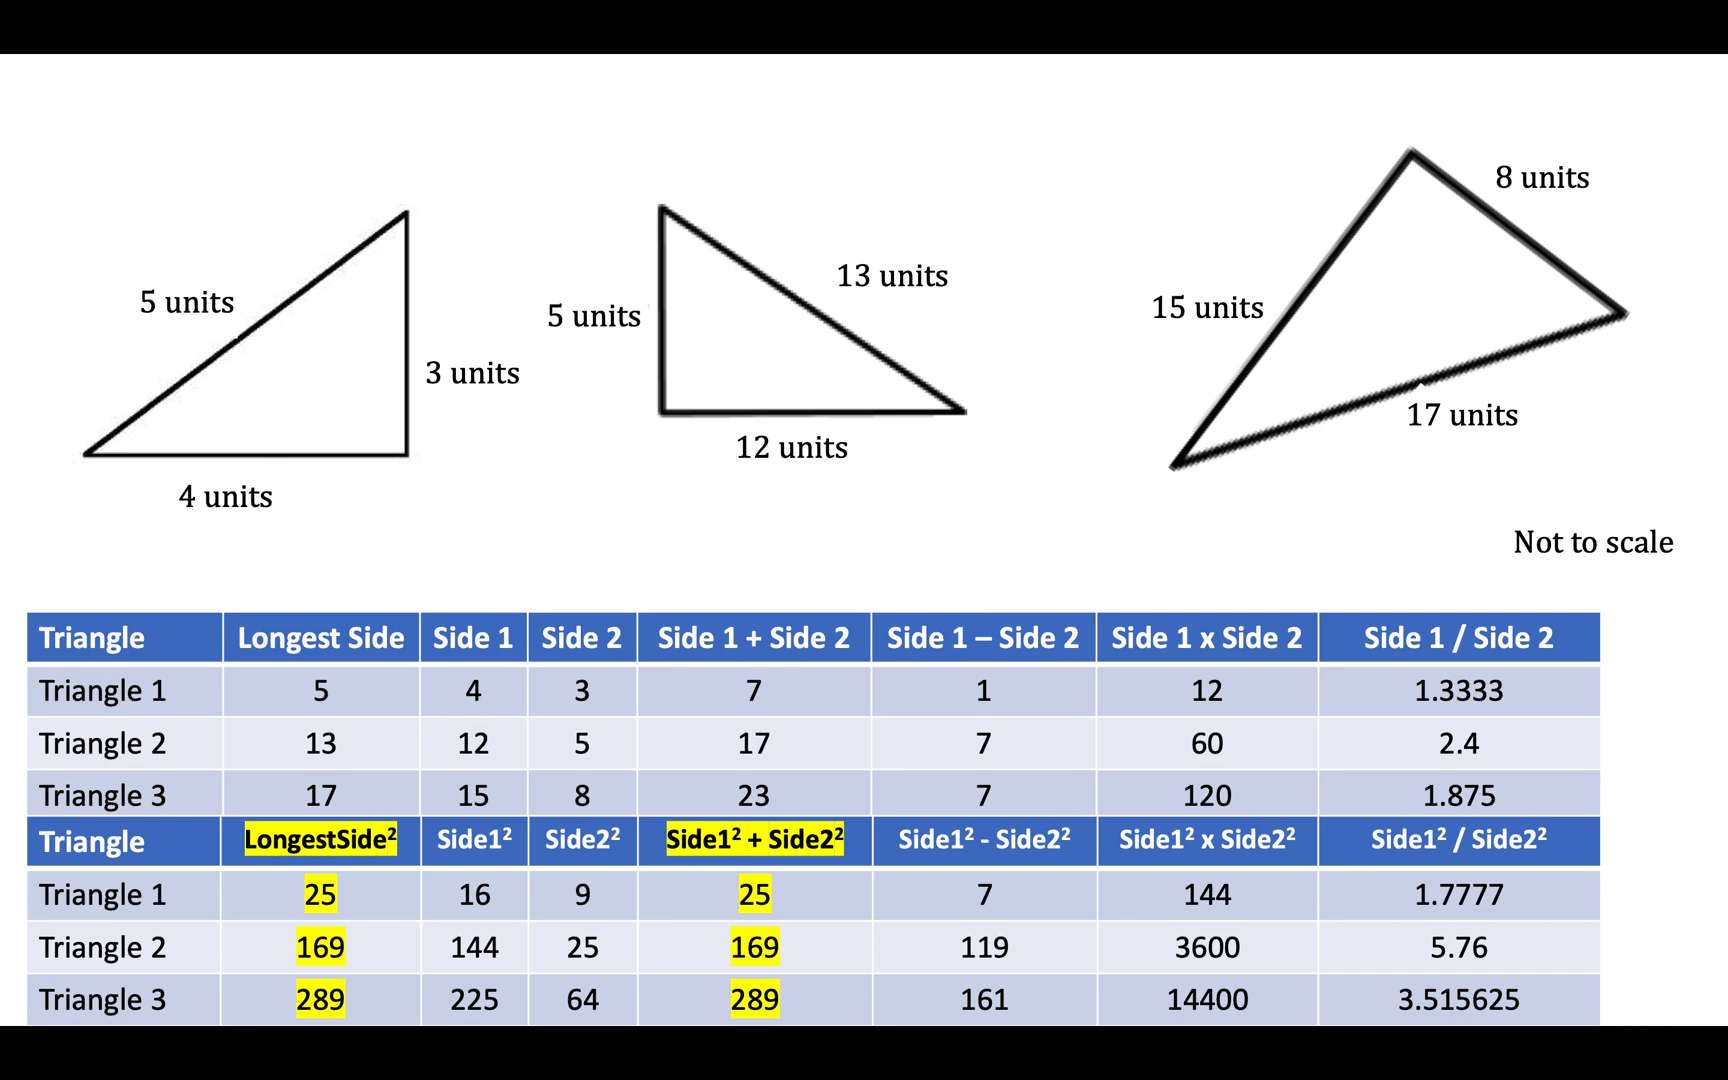 8 units
5 units
13 units
15 units
5 units
3 units
17 units
12 units
4 units
Not to scale
Triangle Longest Side Side 1 Side 2 Side 1 + Side 2 Side 1 – Side 2 Side 1 x Side 2 Side 1 / Side 2
Triangle 1 5 4 3 7 1 12 1.3333
Triangle 2 13 12 5 17 7 60 2.4
Triangle 3 17 15 8 23 7 120 1.875
Triangle LongestSide² Side1² Side2² Side1² + Side2² Side1² - Side2² Side1² x Side2² Side1² / Side2²
Triangle 1 25 16 9 25 7 144 1.7777
Triangle 2 169 144 25 169 119 3600 5.76
Triangle 3 289 225 64 289 161 14400 3.515625